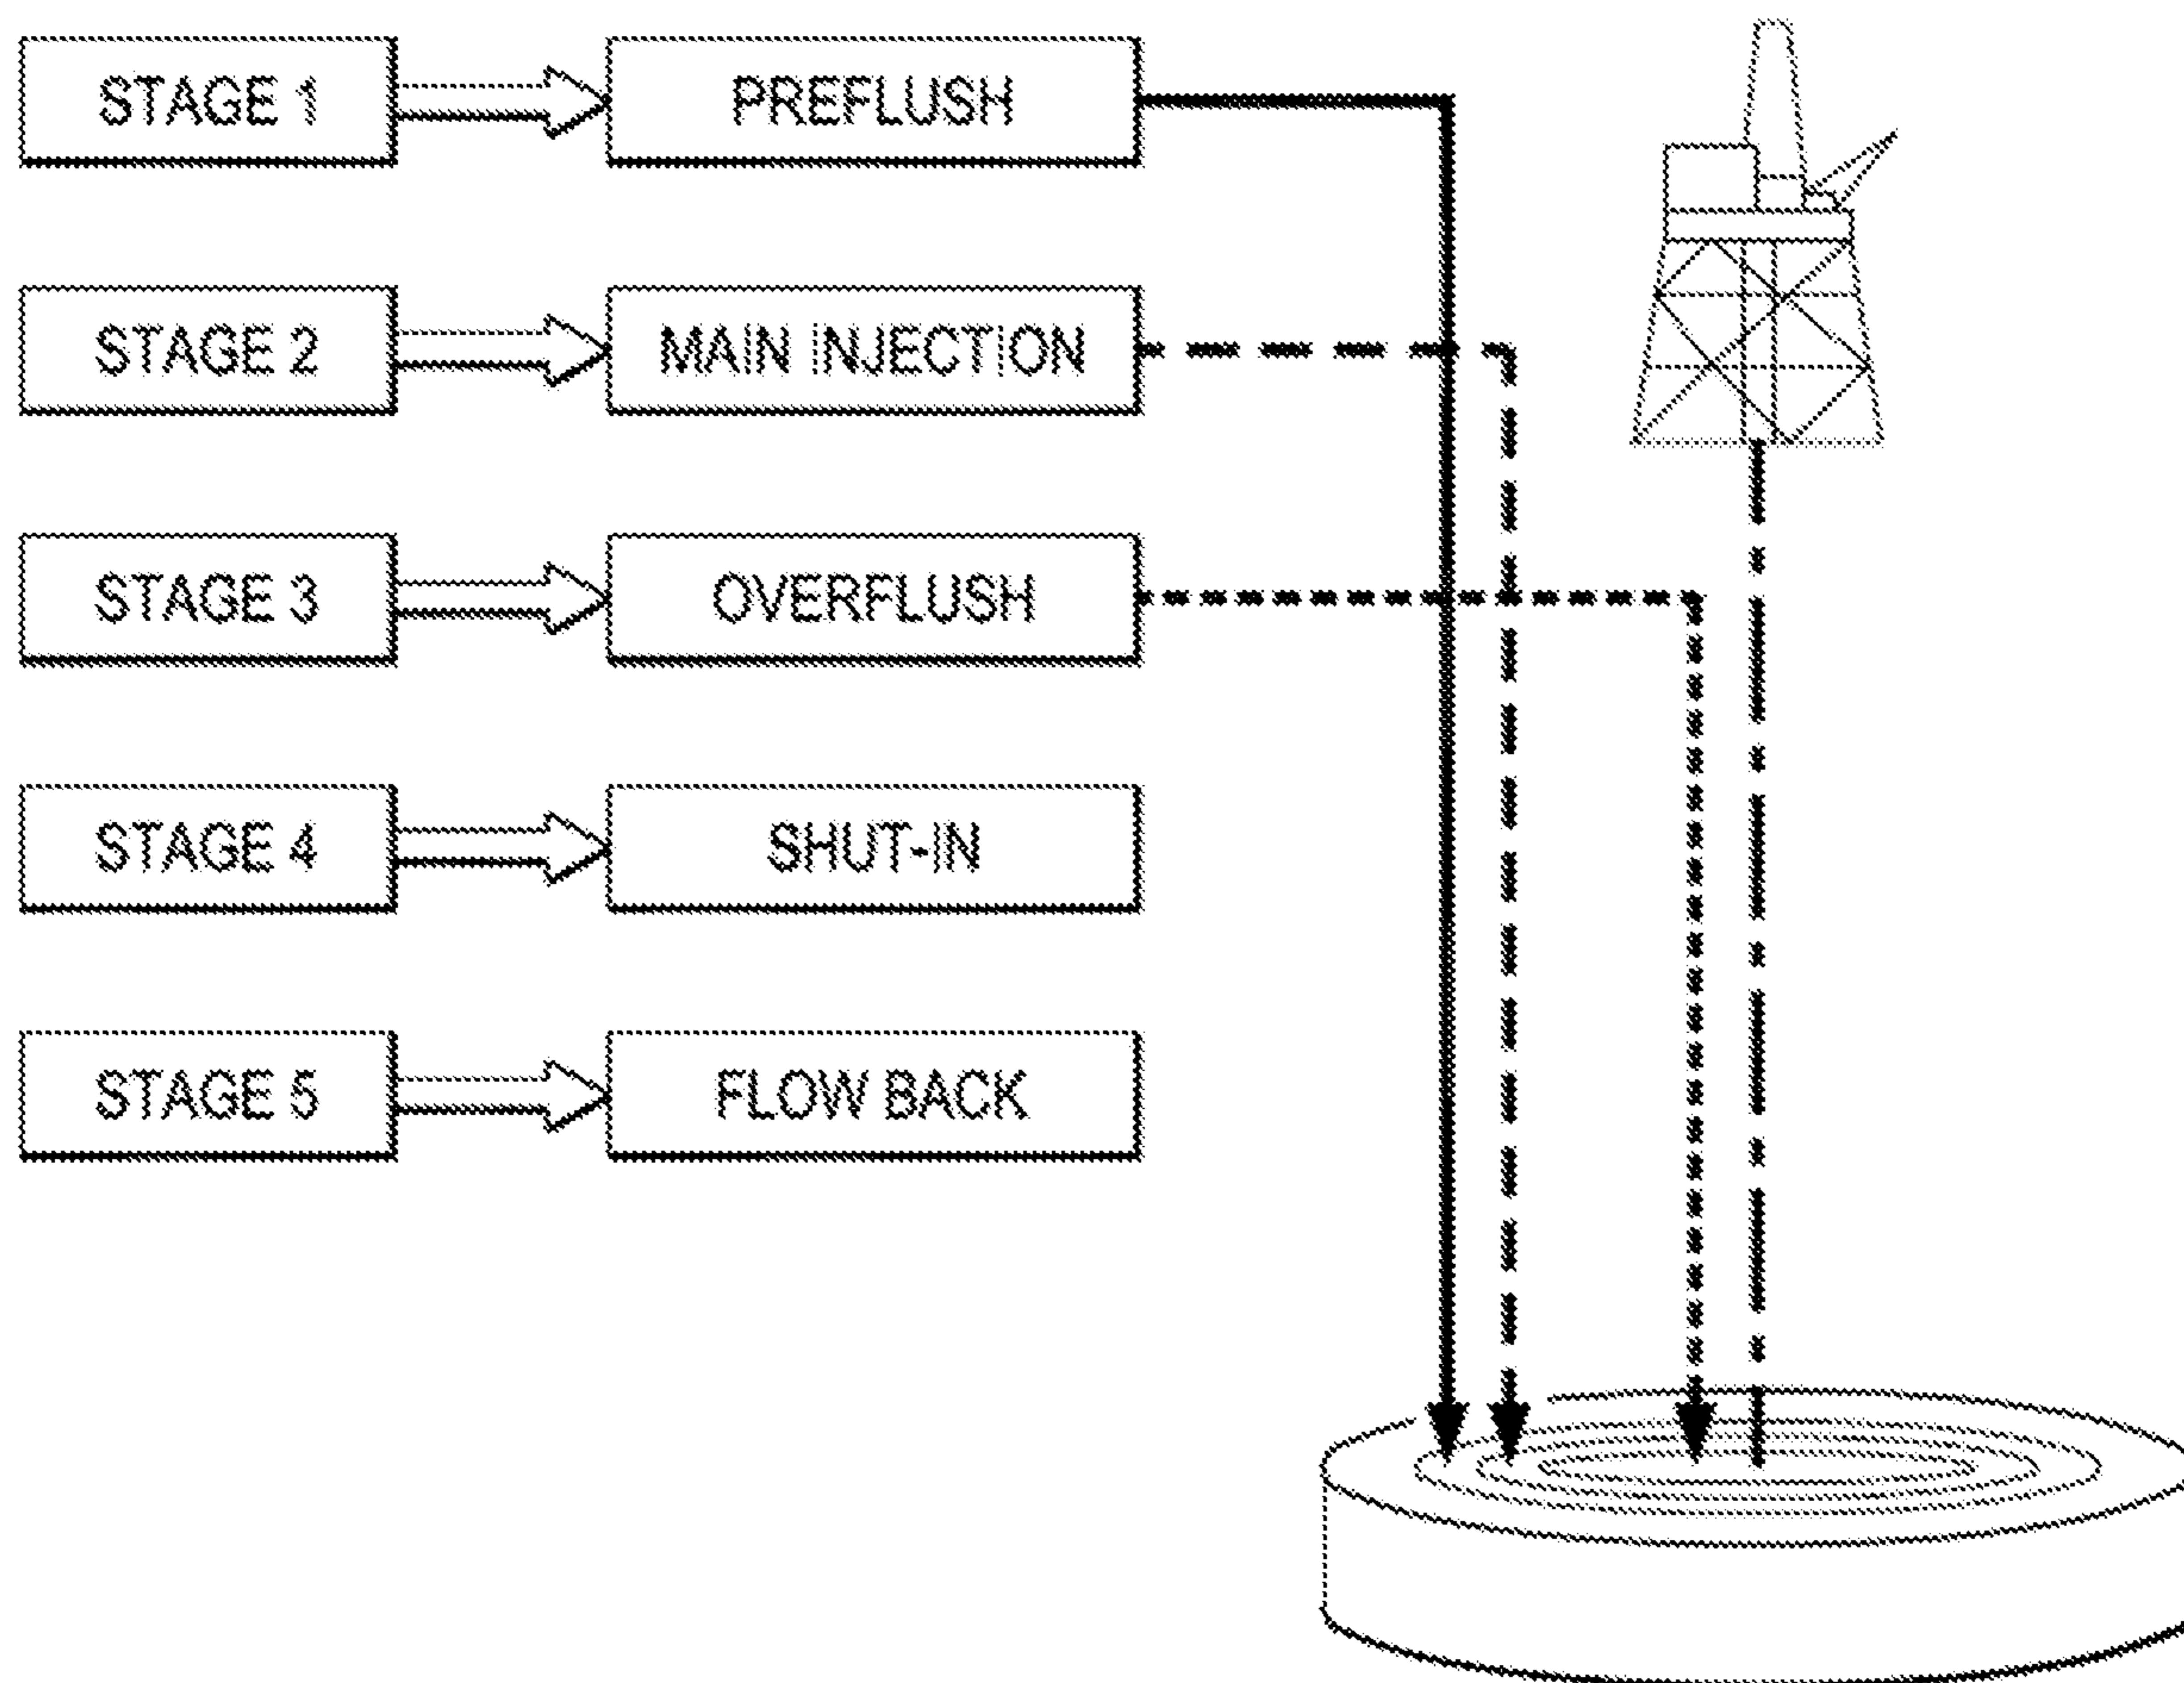 STAGE 1
PREFLUSH
STAGE 2
MAIN INJECTION
STAGE 3
OVERFLUSH
STAGE 4
SHUT-IN
STAGE 5
FLOW BACK